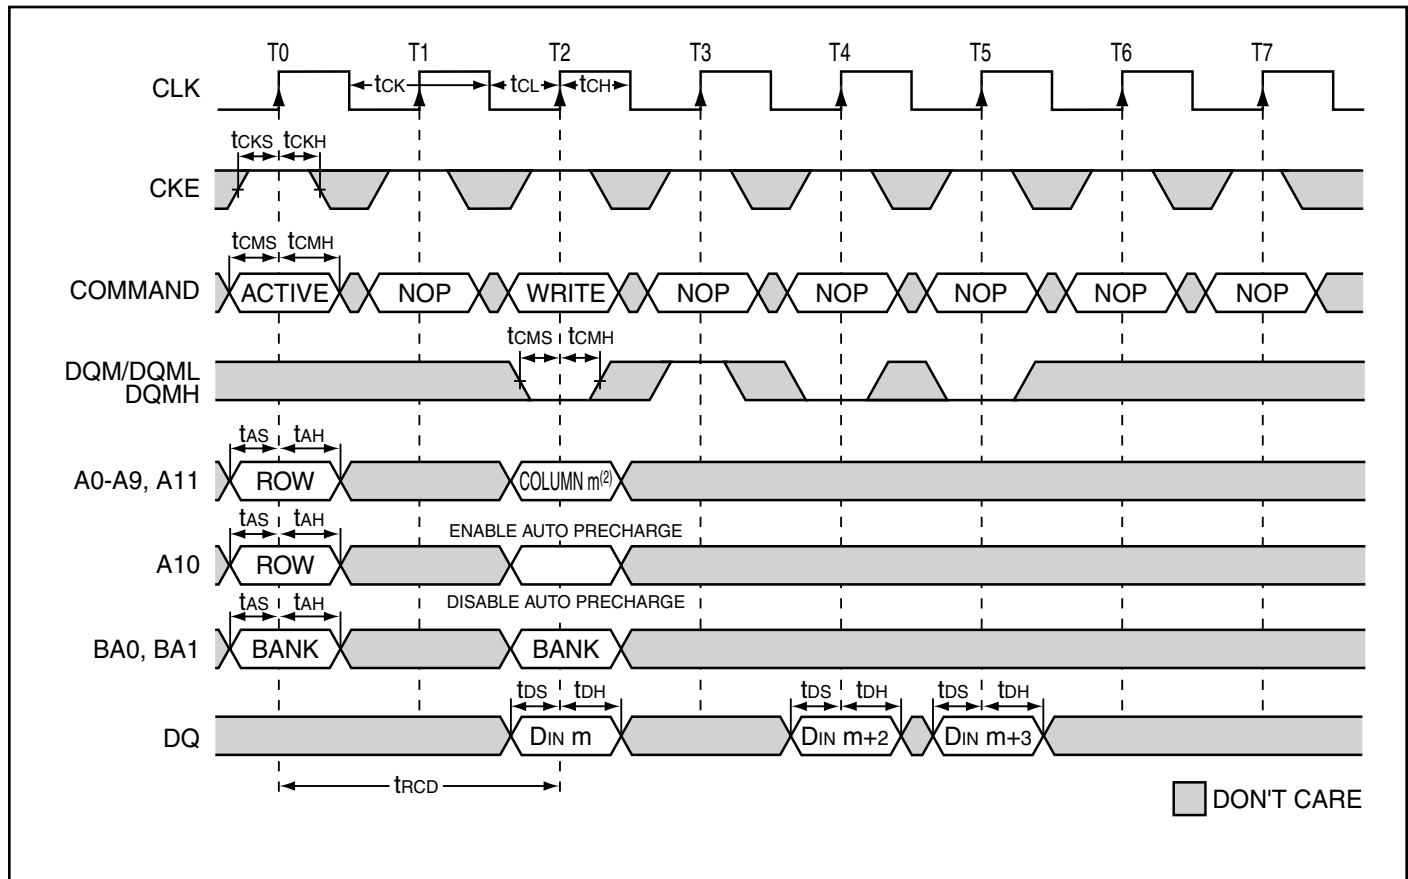 T0 T1 T2 T3 T4 T5 T6 T7
CLK tCK tCL tCH
tCKS tCKH
CKE
tCMS tCMH
COMMAND ACTIVE NOP WRITE NOP NOP NOP NOP NOP
tCMS tCMH
DQM/DQML
DQMH
tAS tAH
A0-A9, A11 ROW COLUMN m(2)
tAS tAH ENABLE AUTO PRECHARGE
A10 ROW
tAS tAH DISABLE AUTO PRECHARGE
BA0, BA1 BANK BANK
tDS tDH tDS tDH tDS tDH
DQ DIN m DIN m+2 DIN m+3
tRCD
DON'T CARE